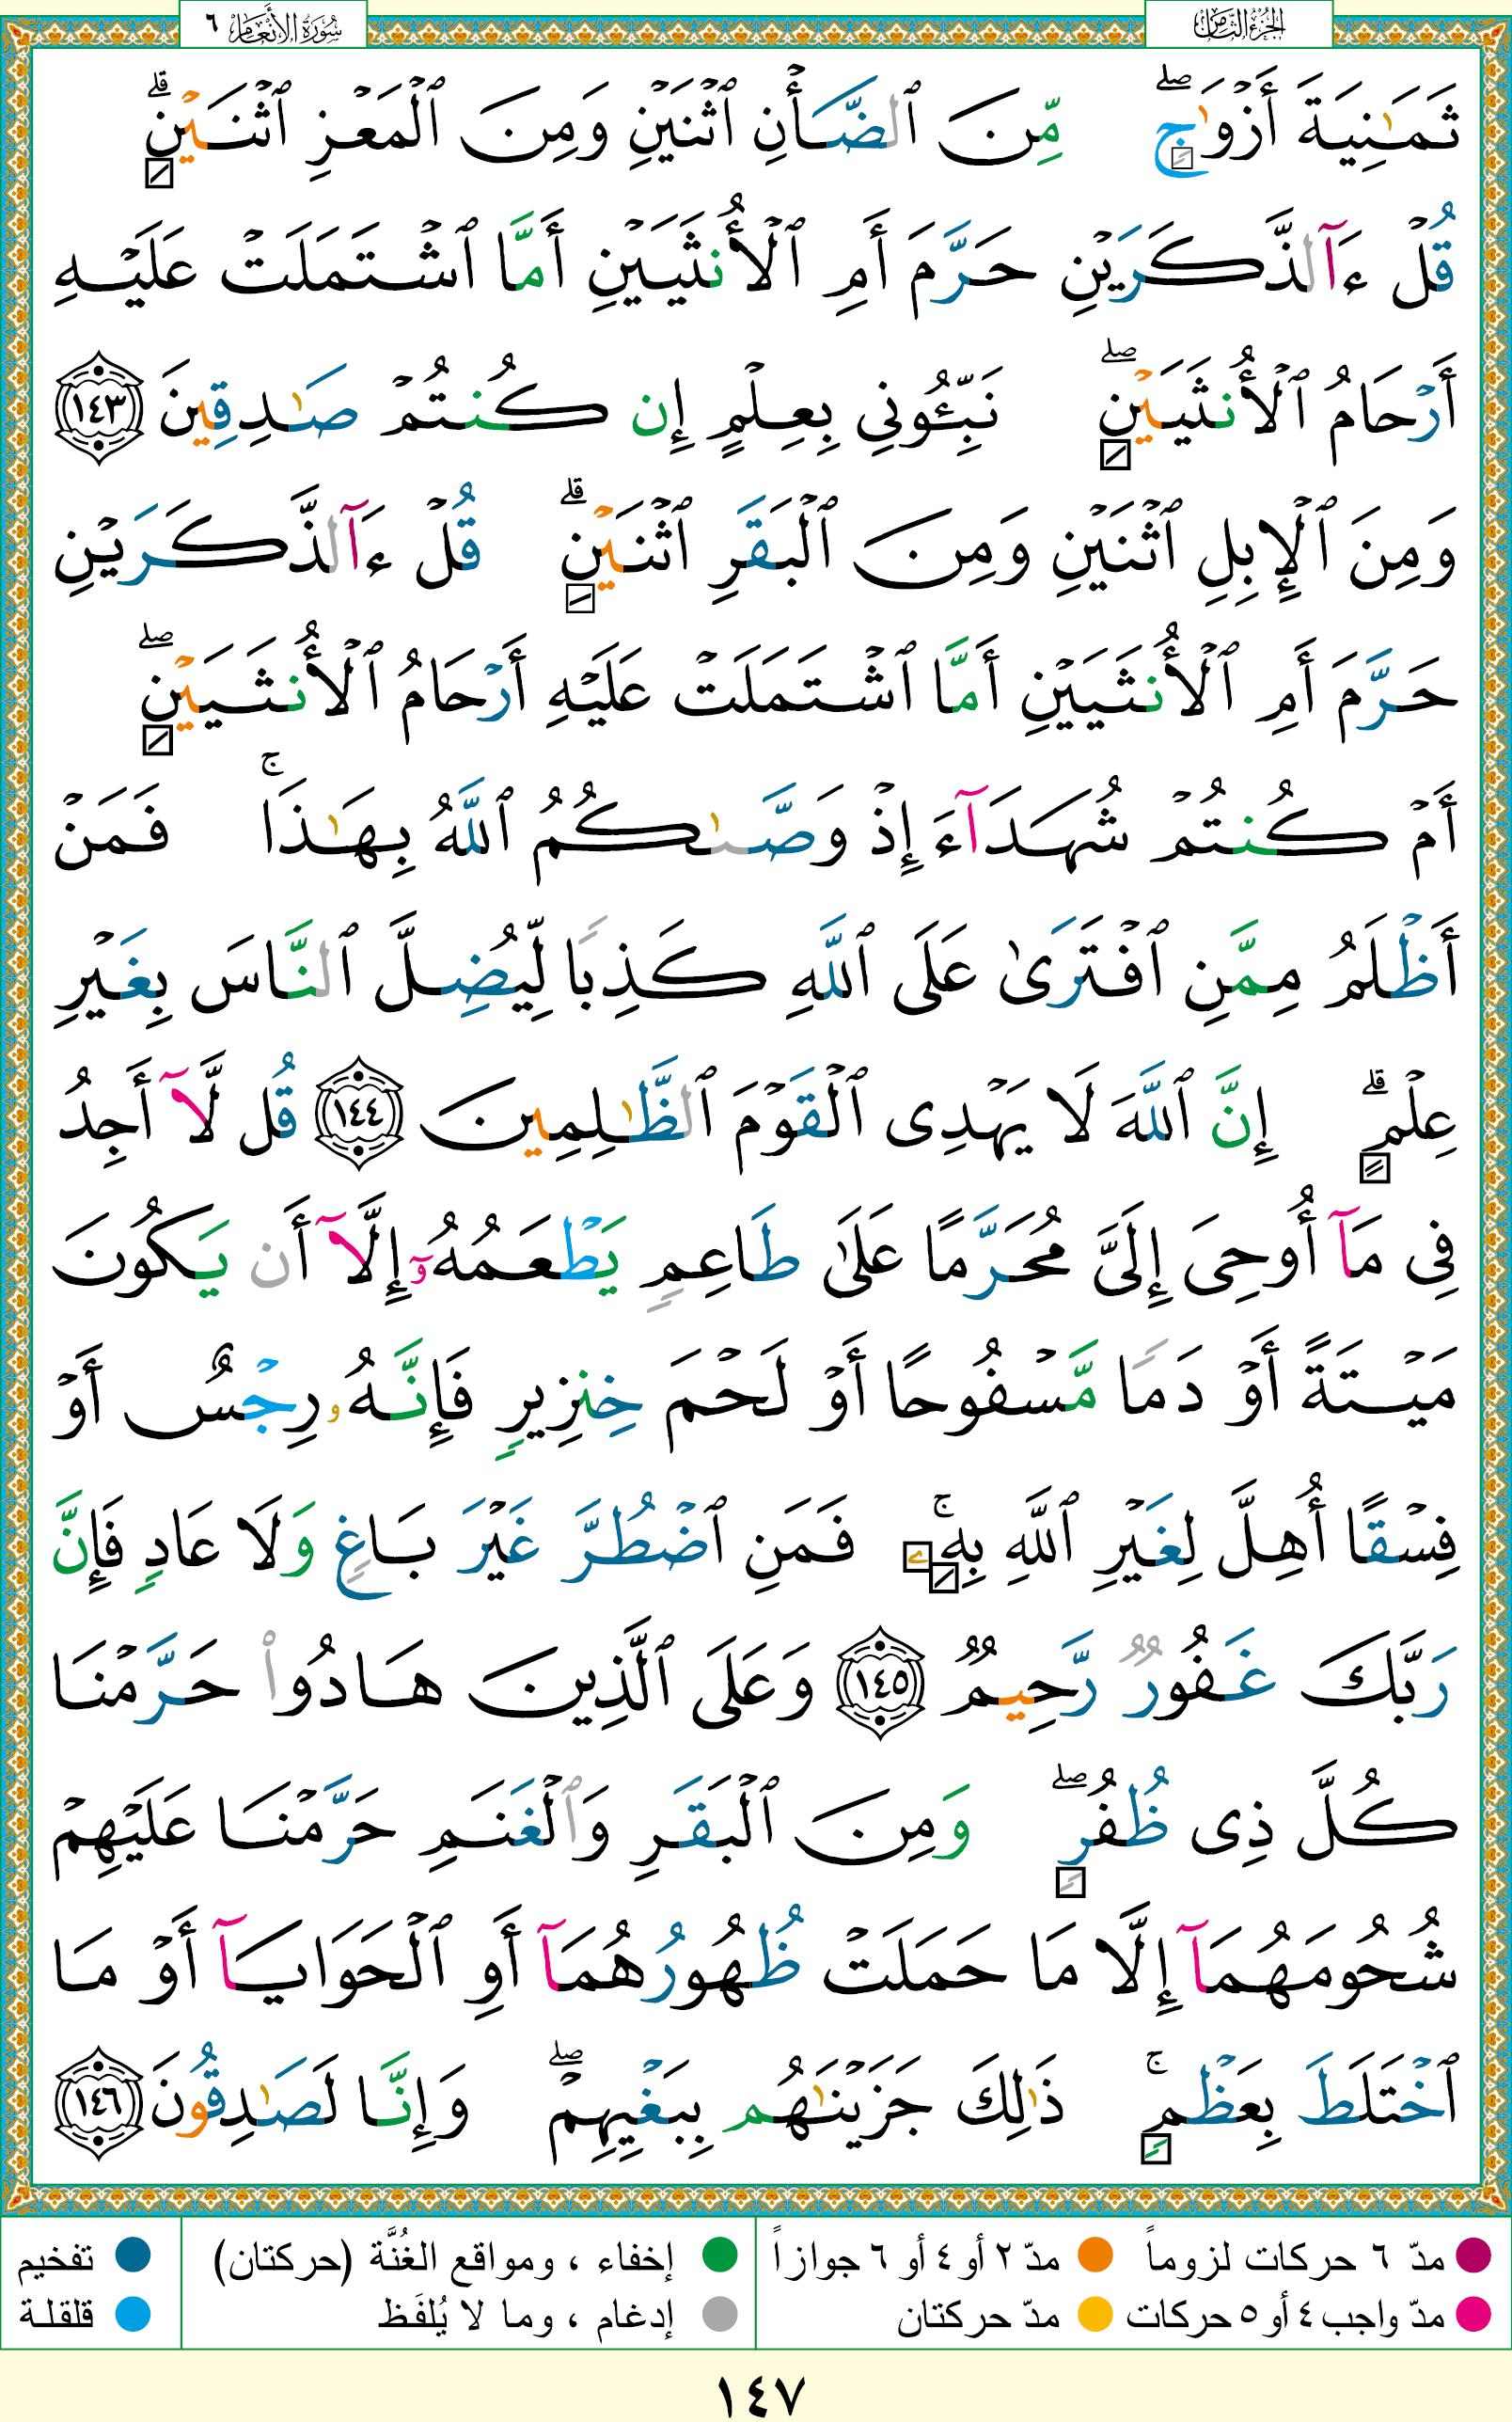 الجزء الثامن
سورة الأنعام ٦
ثَمَٰنِيَةَ أَزْوَٰجٍۖ مِّنَ ٱلضَّأْنِ ٱثْنَيْنِ وَمِنَ ٱلْمَعْزِ ٱثْنَيْنِۗ
قُلْ ءَآلذَّكَرَيْنِ حَرَّمَ أَمِ ٱلْأُنثَيَيْنِ أَمَّا ٱشْتَمَلَتْ عَلَيْهِ
أَرْحَامُ ٱلْأُنثَيَيْنِۖ نَبِّـُٔونِى بِعِلْمٍ إِن كُنتُمْ صَٰدِقِينَ ١٤٣
وَمِنَ ٱلْإِبِلِ ٱثْنَيْنِ وَمِنَ ٱلْبَقَرِ ٱثْنَيْنِۗ قُلْ ءَآلذَّكَرَيْنِ
حَرَّمَ أَمِ ٱلْأُنثَيَيْنِ أَمَّا ٱشْتَمَلَتْ عَلَيْهِ أَرْحَامُ ٱلْأُنثَيَيْنِۖ
أَمْ كُنتُمْ شُهَدَآءَ إِذْ وَصَّىٰكُمُ ٱللَّهُ بِهَٰذَاۚ فَمَنْ
أَظْلَمُ مِمَّنِ ٱفْتَرَىٰ عَلَى ٱللَّهِ كَذِبًا لِّيُضِلَّ ٱلنَّاسَ بِغَيْرِ
عِلْمٍۗ إِنَّ ٱللَّهَ لَا يَهْدِى ٱلْقَوْمَ ٱلظَّٰلِمِينَ ١٤٤ قُل لَّآ أَجِدُ
فِى مَآ أُوحِىَ إِلَىَّ مُحَرَّمًا عَلَىٰ طَاعِمٍ يَطْعَمُهُۥٓ إِلَّآ أَن يَكُونَ
مَيْتَةً أَوْ دَمًا مَّسْفُوحًا أَوْ لَحْمَ خِنزِيرٍ فَإِنَّهُۥ رِجْسٌ أَوْ
فِسْقًا أُهِلَّ لِغَيْرِ ٱللَّهِ بِهِۦۚ فَمَنِ ٱضْطُرَّ غَيْرَ بَاغٍ وَلَا عَادٍ فَإِنَّ
رَبَّكَ غَفُورٌ رَّحِيمٌ ١٤٥ وَعَلَى ٱلَّذِينَ هَادُوا۟ حَرَّمْنَا
كُلَّ ذِى ظُفُرٍۖ وَمِنَ ٱلْبَقَرِ وَٱلْغَنَمِ حَرَّمْنَا عَلَيْهِمْ
شُحُومَهُمَآ إِلَّا مَا حَمَلَتْ ظُهُورُهُمَآ أَوِ ٱلْحَوَايَآ أَوْ مَا
ٱخْتَلَطَ بِعَظْمٍۚ ذَٰلِكَ جَزَيْنَٰهُم بِبَغْيِهِمْۖ وَإِنَّا لَصَٰدِقُونَ ١٤٦
مدّ ٦ حركات لزوماً مدّ ٢ أو ٤ أو ٦ جوازاً إخفاء ، ومواقع الغُنَّة (حركتان) تفخيم
مدّ واجب ٤ أو ٥ حركات مدّ حركتان إدغام ، وما لا يُلفَظ قلقلة
١٤٧